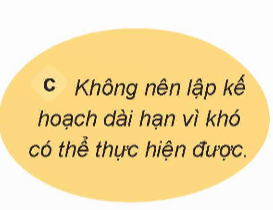 C Không nên lập kế
hoạch dài hạn vì khó
có thể thực hiện được.